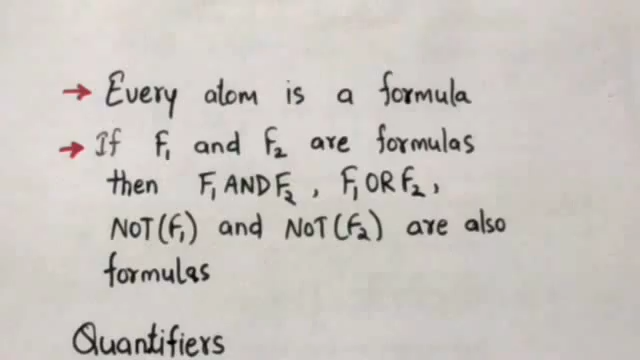 → Every atom is a formula
→ If F₁ and F₂ are formulas
then F₁ AND F₂, F₁ OR F₂,
NOT(F₁) and NOT(F₂) are also
formulas
Quantifiers